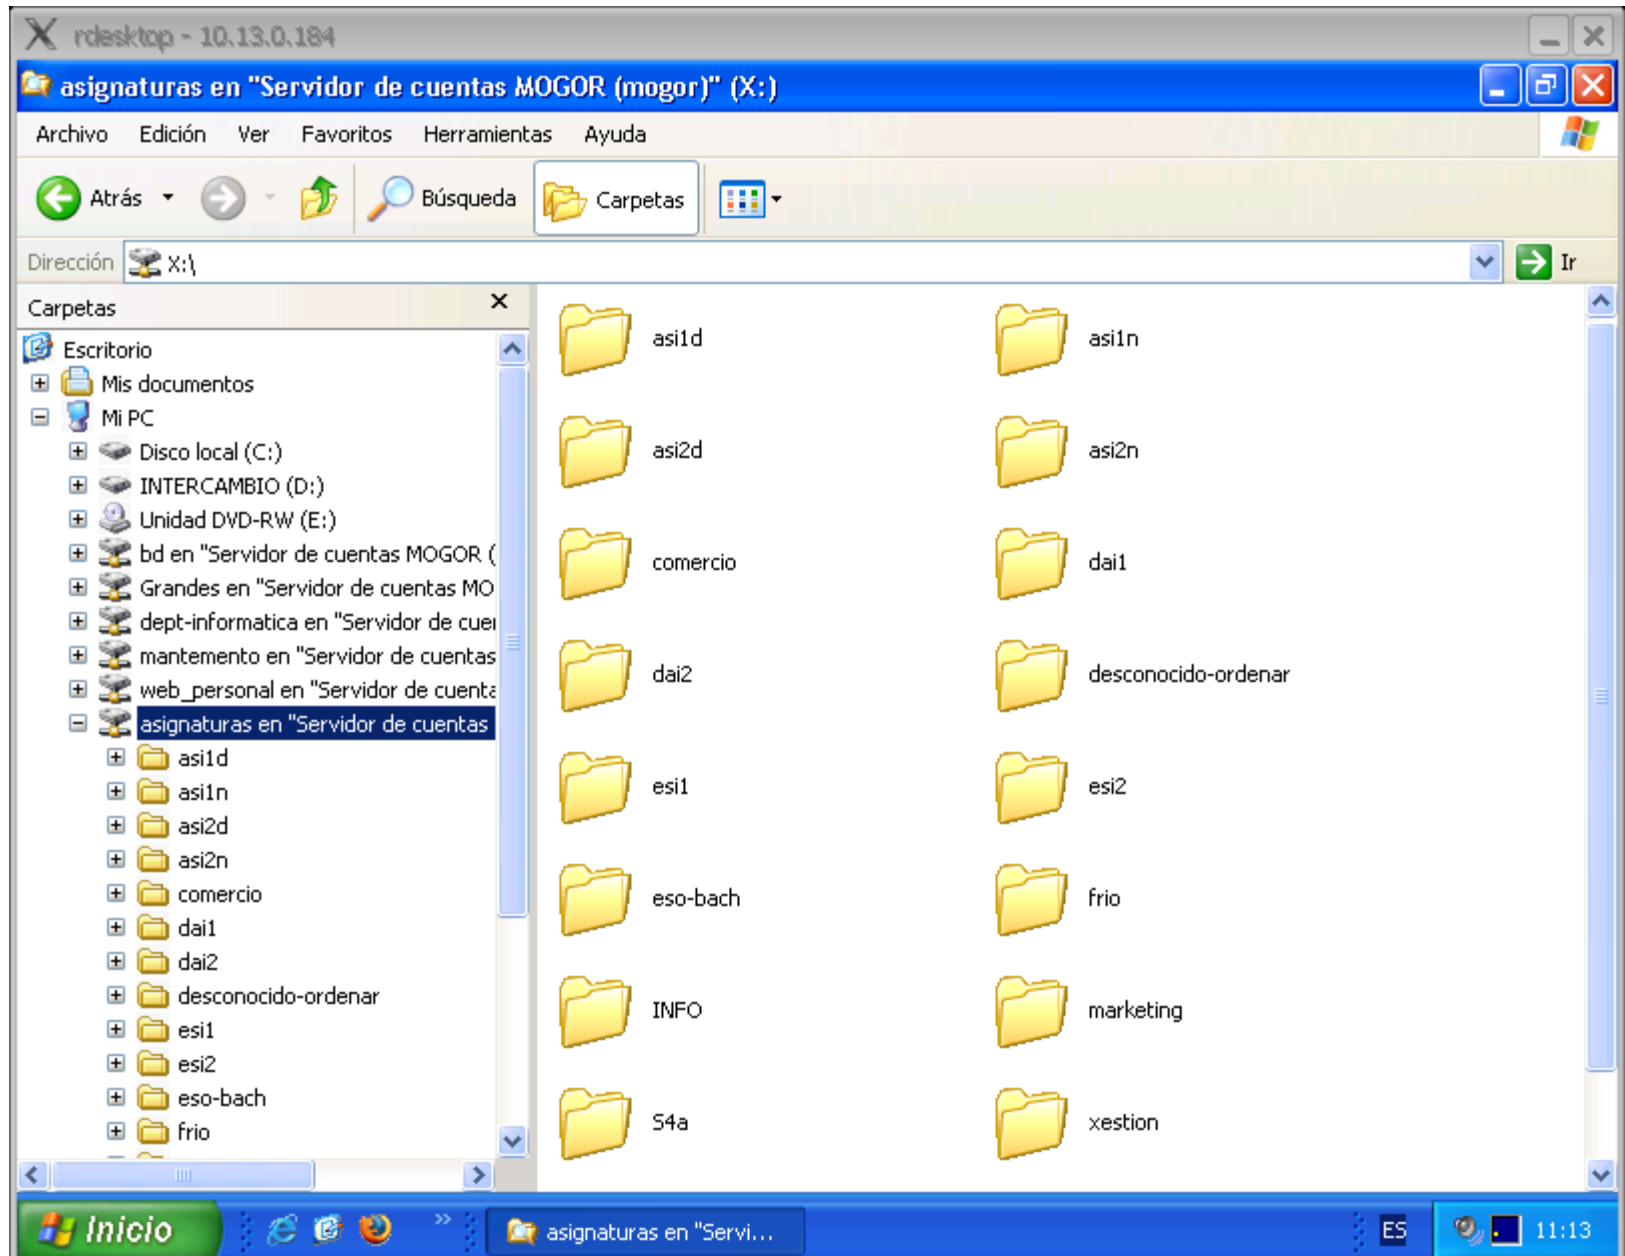 rdesktop - 10.13.0.184
asignaturas en "Servidor de cuentas MOGOR (mogor)" (X:)
Archivo Edición Ver Favoritos Herramientas Ayuda
Atrás Búsqueda Carpetas
Dirección X:\ Ir
Carpetas
Escritorio
Mis documentos
Mi PC
Disco local (C:)
INTERCAMBIO (D:)
Unidad DVD-RW (E:)
bd en "Servidor de cuentas MOGOR (
Grandes en "Servidor de cuentas MO
dept-informatica en "Servidor de cuen
mantemento en "Servidor de cuentas
web_personal en "Servidor de cuenta
asignaturas en "Servidor de cuentas
asi1d
asi1n
asi2d
asi2n
comercio
dai1
dai2
desconocido-ordenar
esi1
esi2
eso-bach
frio
asi1d asi1n
asi2d asi2n
comercio dai1
dai2 desconocido-ordenar
esi1 esi2
eso-bach frio
INFO marketing
S4a xestion
Inicio » asignaturas en "Servi... ES 11:13